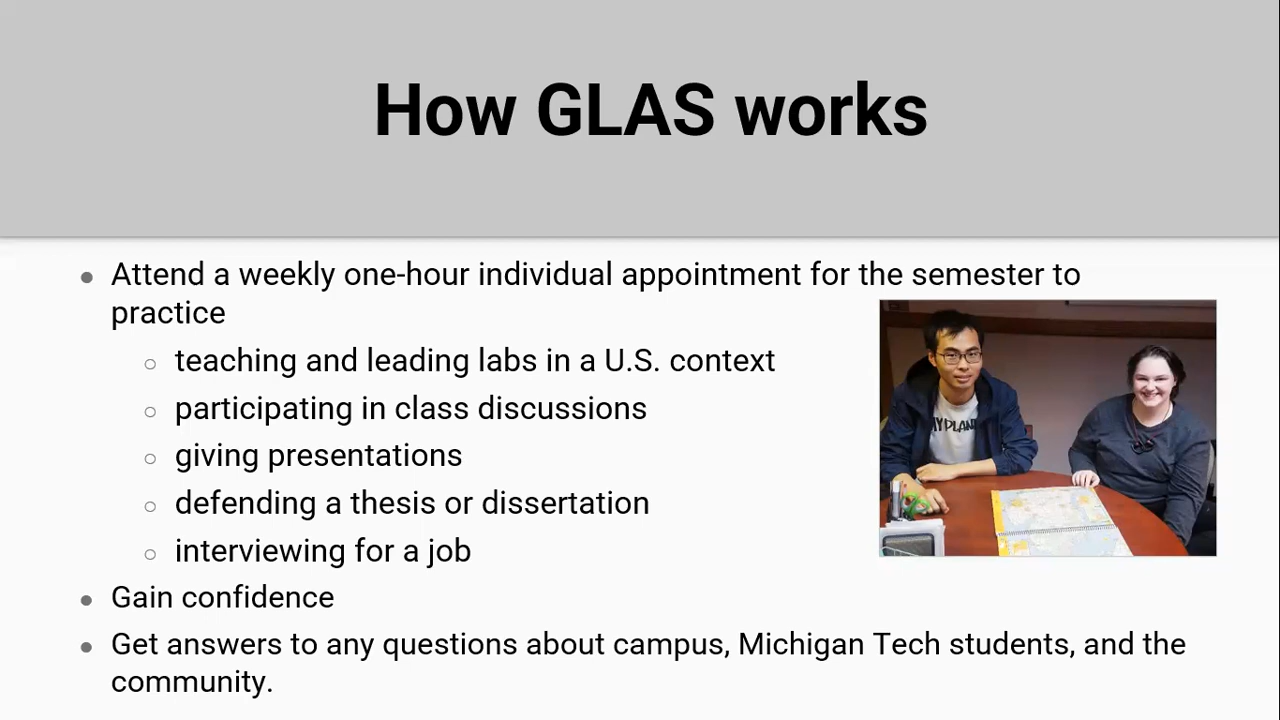 How GLAS works
Attend a weekly one-hour individual appointment for the semester to
practice
teaching and leading labs in a U.S. context
participating in class discussions
giving presentations
defending a thesis or dissertation
interviewing for a job
Gain confidence
Get answers to any questions about campus, Michigan Tech students, and the
community.